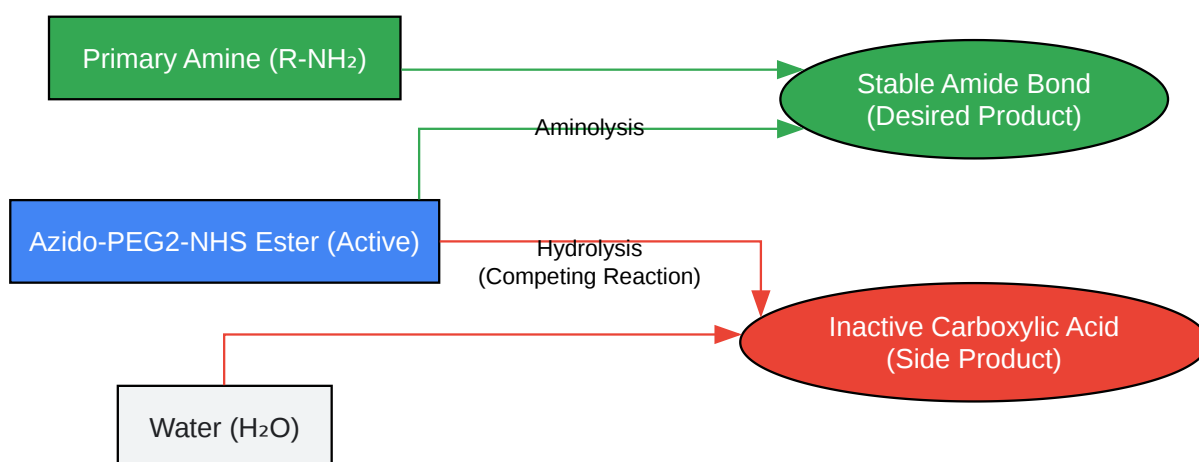 Primary Amine (R-NH₂)
Stable Amide Bond
(Desired Product)
Aminolysis
Azido-PEG2-NHS Ester (Active)
Hydrolysis
(Competing Reaction)
Inactive Carboxylic Acid
(Side Product)
Water (H₂O)